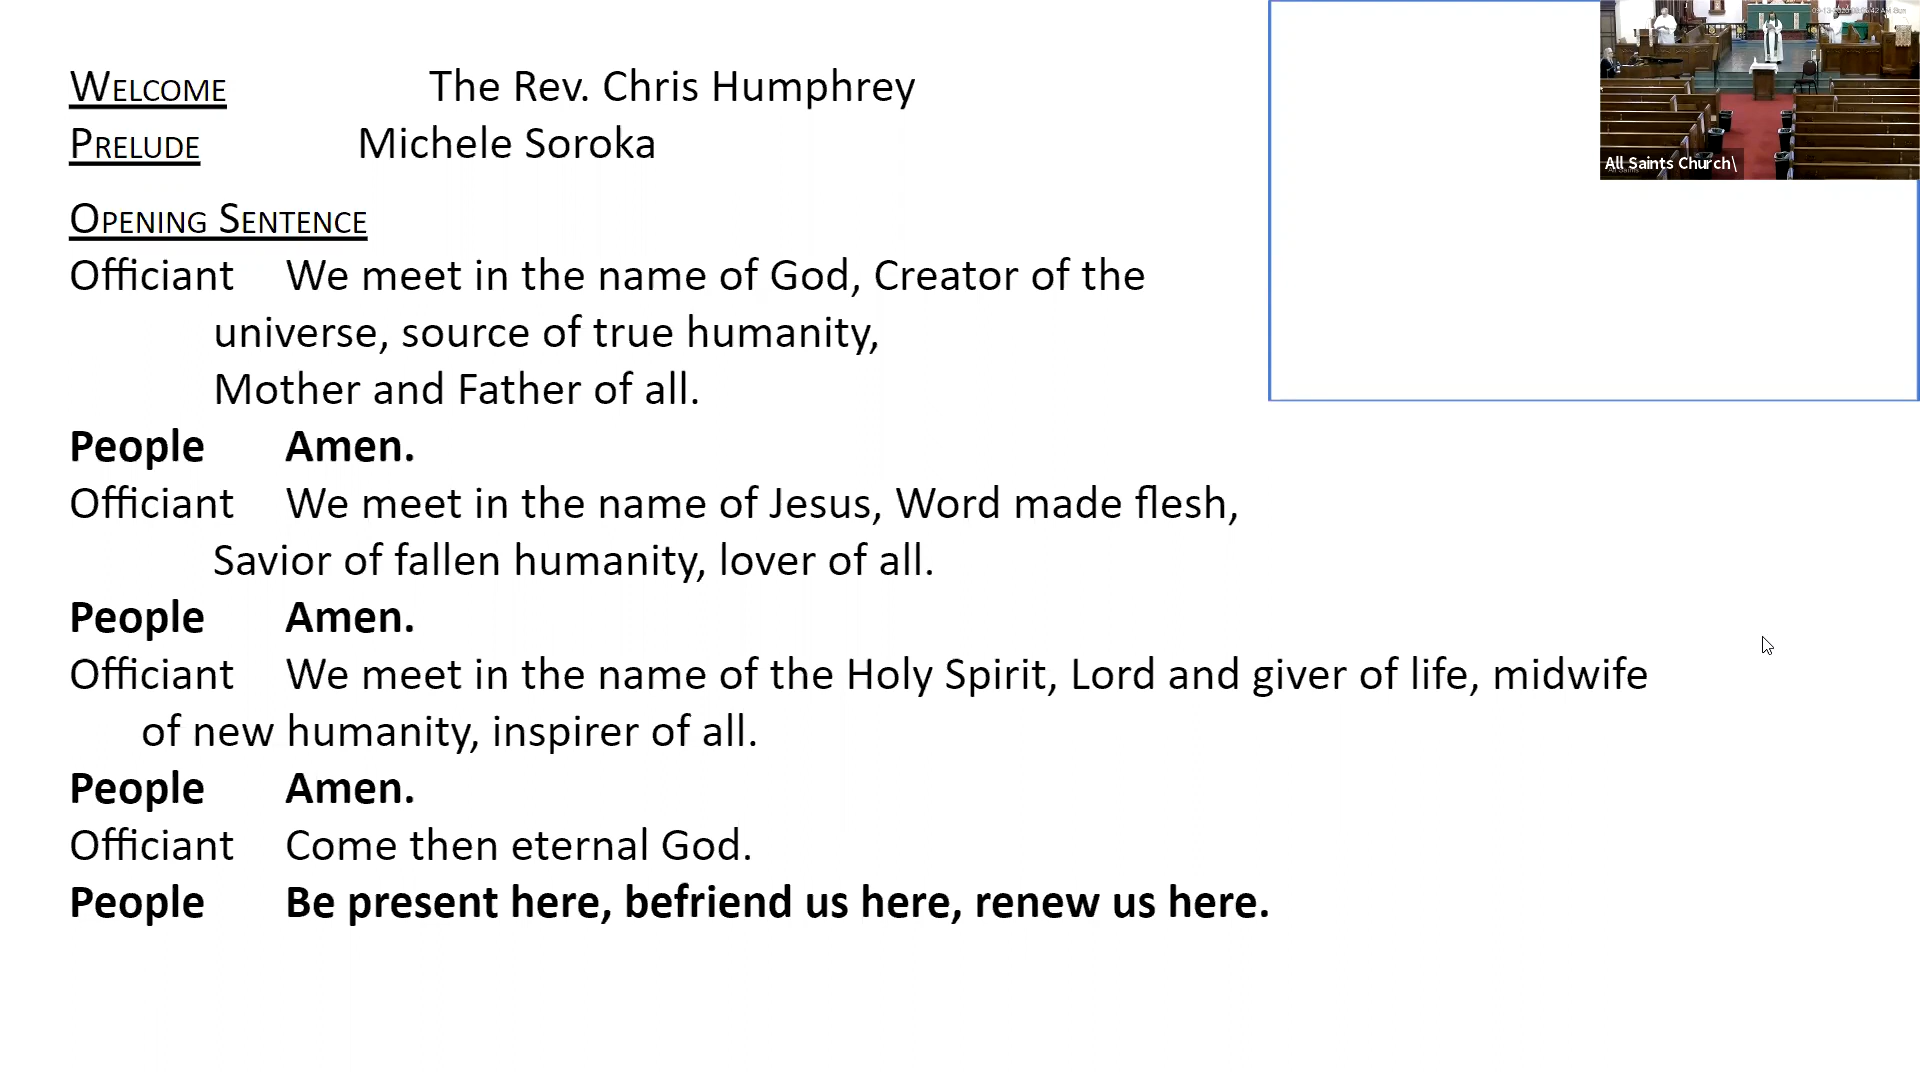 WELCOME The Rev. Chris Humphrey
PRELUDE Michele Soroka
OPENING SENTENCE
Officiant We meet in the name of God, Creator of the
universe, source of true humanity,
Mother and Father of all.
People Amen.
Officiant We meet in the name of Jesus, Word made flesh,
Savior of fallen humanity, lover of all.
People Amen.
Officiant We meet in the name of the Holy Spirit, Lord and giver of life, midwife
of new humanity, inspirer of all.
People Amen.
Officiant Come then eternal God.
People Be present here, befriend us here, renew us here.
All Saints Church\
All Saints